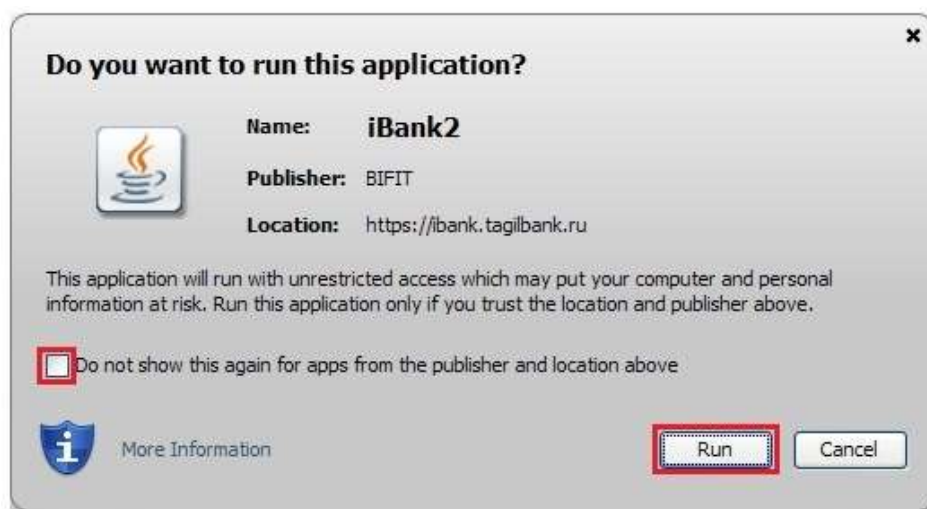 Do you want to run this application?
Name: iBank2
Publisher: BIFIT
Location: https://ibank.tagilbank.ru
This application will run with unrestricted access which may put your computer and personal
information at risk. Run this application only if you trust the location and publisher above.
Do not show this again for apps from the publisher and location above
More Information
Run
Cancel